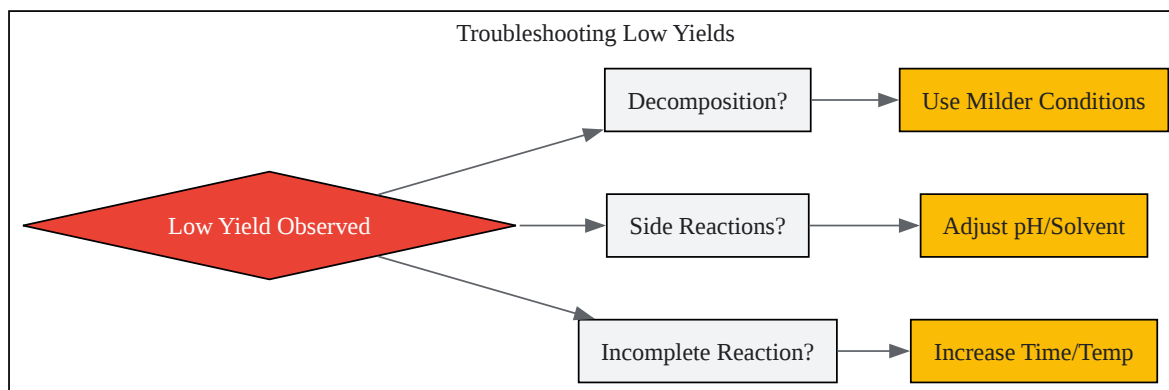 Troubleshooting Low Yields
Decomposition?
Use Milder Conditions
Low Yield Observed
Side Reactions?
Adjust pH/Solvent
Incomplete Reaction?
Increase Time/Temp